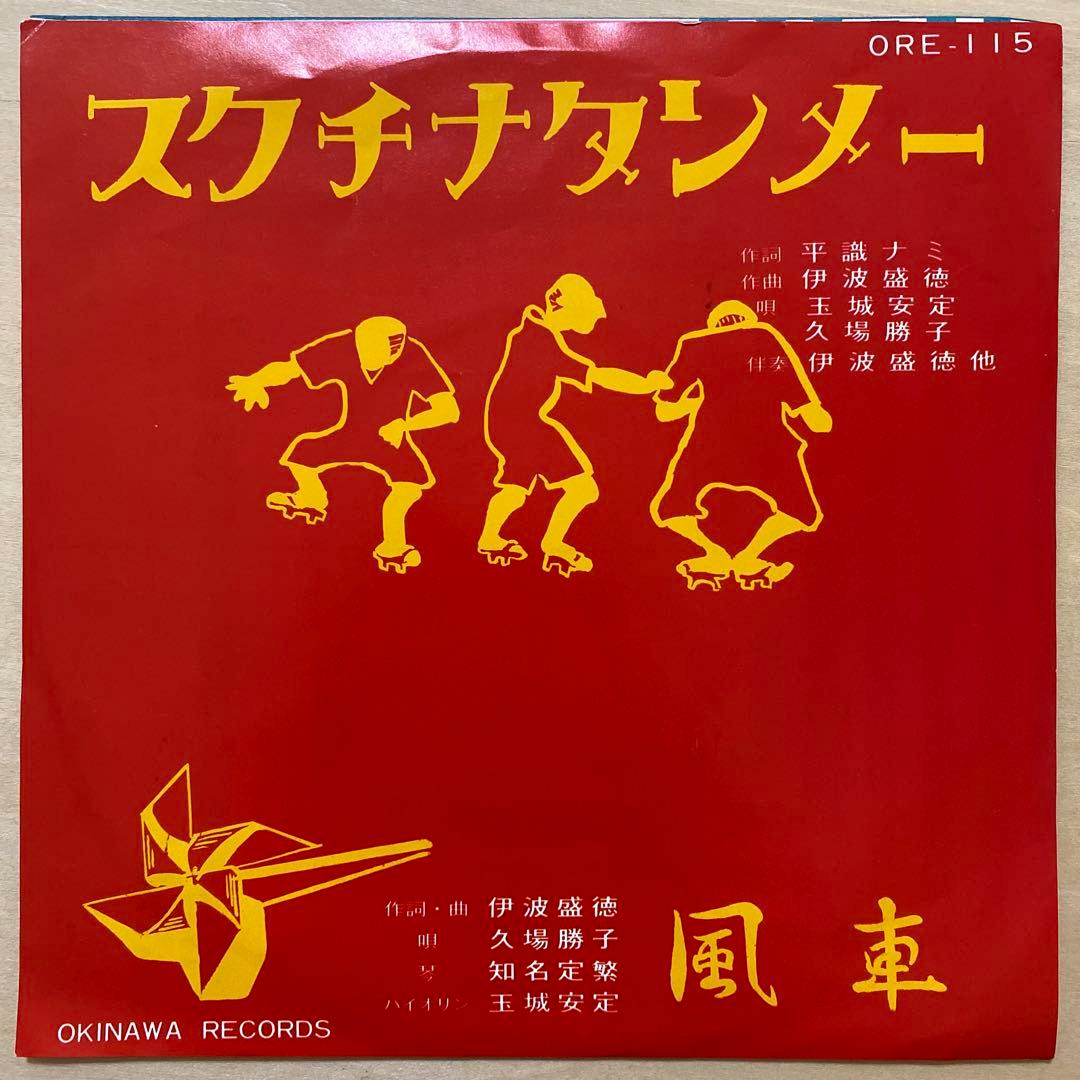 ORE-115
スクチナタンメー
作詞 平識ナミ
作曲 伊波盛徳
唄 玉城安定
久場勝子
伴奏 伊波盛徳他
作詞・曲 伊波盛徳
唄 久場勝子
琴 知名定繁
バイオリン 玉城安定
風車
OKINAWA RECORDS